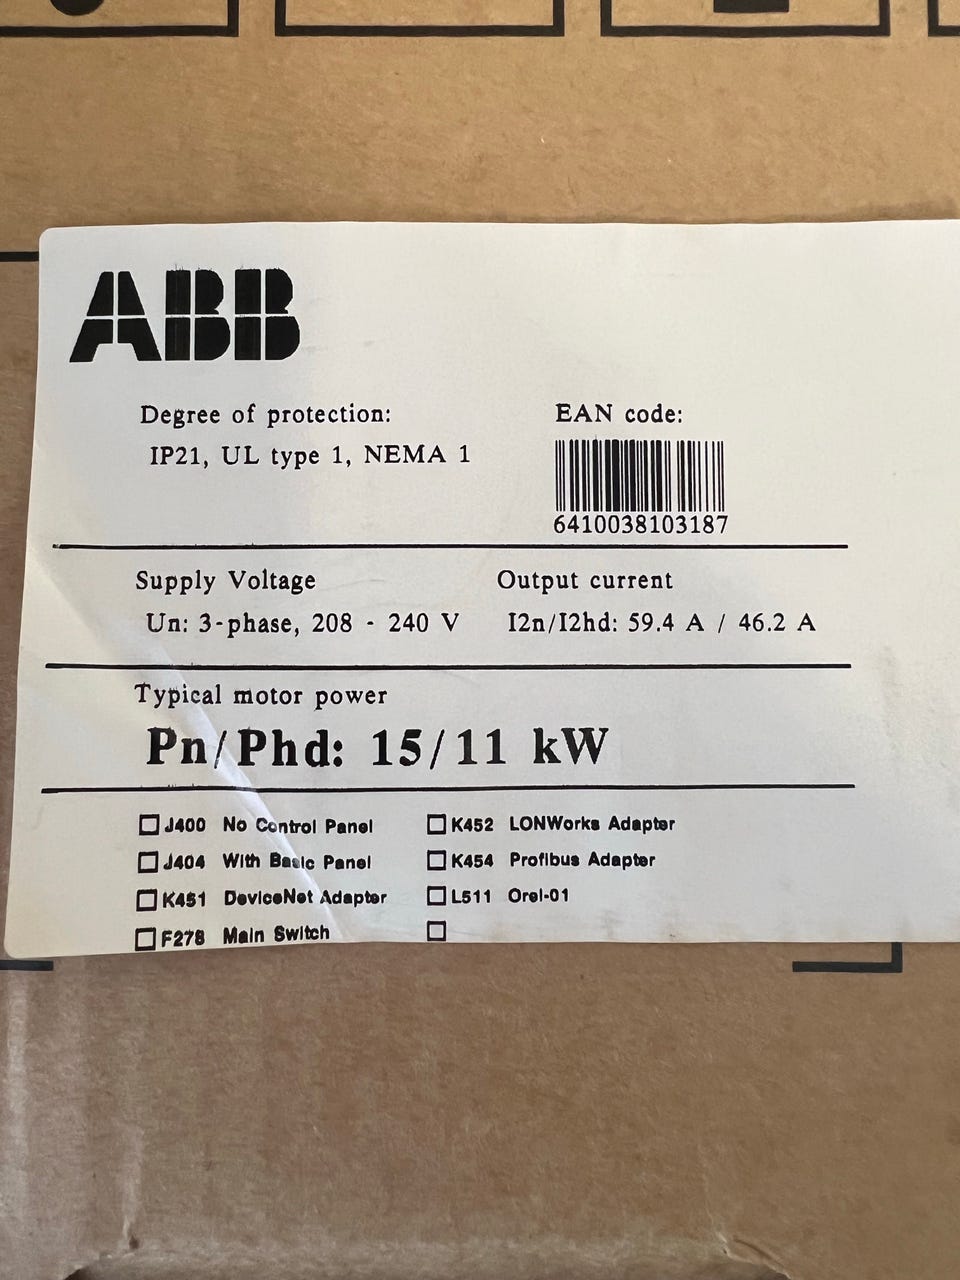 ABB
Degree of protection:
IP21, UL type 1, NEMA 1
EAN code:
6410038103187
Supply Voltage
Un: 3-phase, 208 - 240 V
Output current
I2n/I2hd: 59.4 A / 46.2 A
Typical motor power
Pn/Phd: 15/11 kW
J400 No Control Panel
J404 With Basic Panel
K451 DeviceNet Adapter
F278 Main Switch
K452 LONWorks Adapter
K454 Profibus Adapter
L511 Orel-01